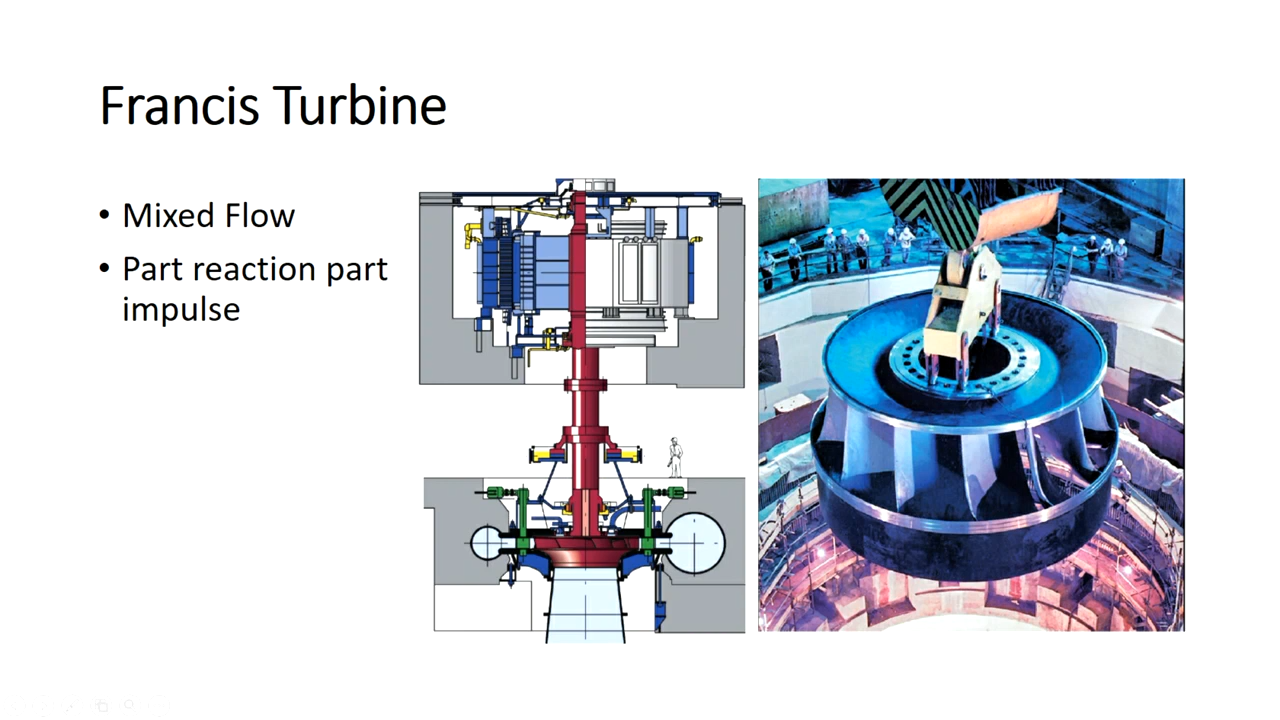 Francis Turbine
• Mixed Flow
• Part reaction part
impulse